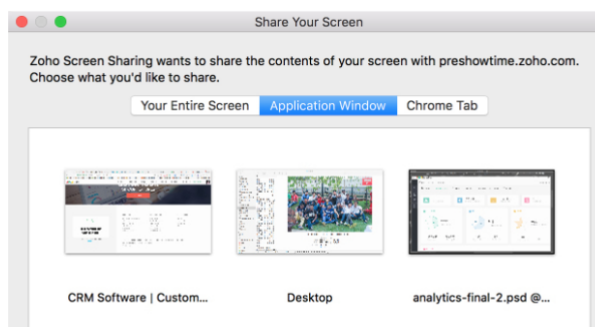 Share Your Screen
Zoho Screen Sharing wants to share the contents of your screen with preshowtime.zoho.com.
Choose what you'd like to share.
Your Entire Screen Application Window Chrome Tab
CRM Software | Custom... Desktop analytics-final-2.psd @...